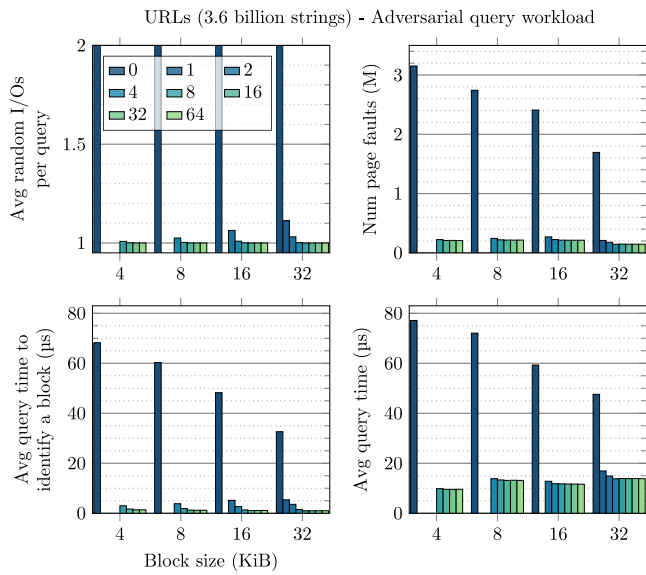 URLs (3.6 billion strings) - Adversarial query workload
Avg random I/Os
per query
2
1.5
1
0 1 2
4 8 16
32 64
4 8 16 32
Num page faults (M)
3
2
1
0
4 8 16 32
Avg query time to
identify a block (µs)
80
60
40
20
0
4 8 16 32
Block size (KiB)
Avg query time (µs)
80
60
40
20
0
4 8 16 32